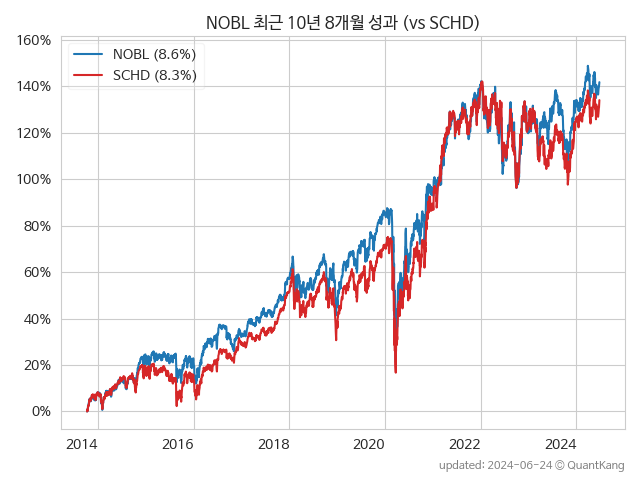 NOBL 최근 10년 8개월 성과 (vs SCHD)
160%
140%
120%
100%
80%
60%
40%
20%
0%
NOBL (8.6%)
SCHD (8.3%)
2014 2016 2018 2020 2022 2024
updated: 2024-06-24 © QuantKang